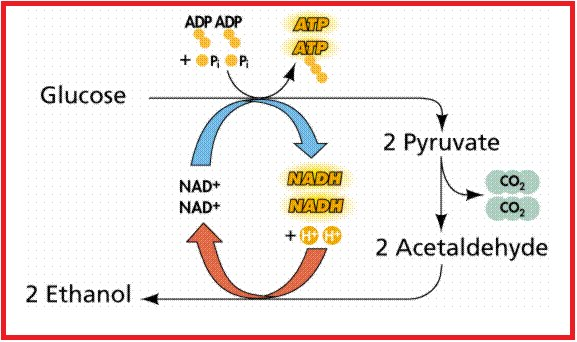 ADP ADP
+ Pi Pi
ATP
ATP
Glucose
2 Pyruvate
NAD+
NAD+
NADH
NADH
+ H+ H+
CO2
CO2
2 Acetaldehyde
2 Ethanol